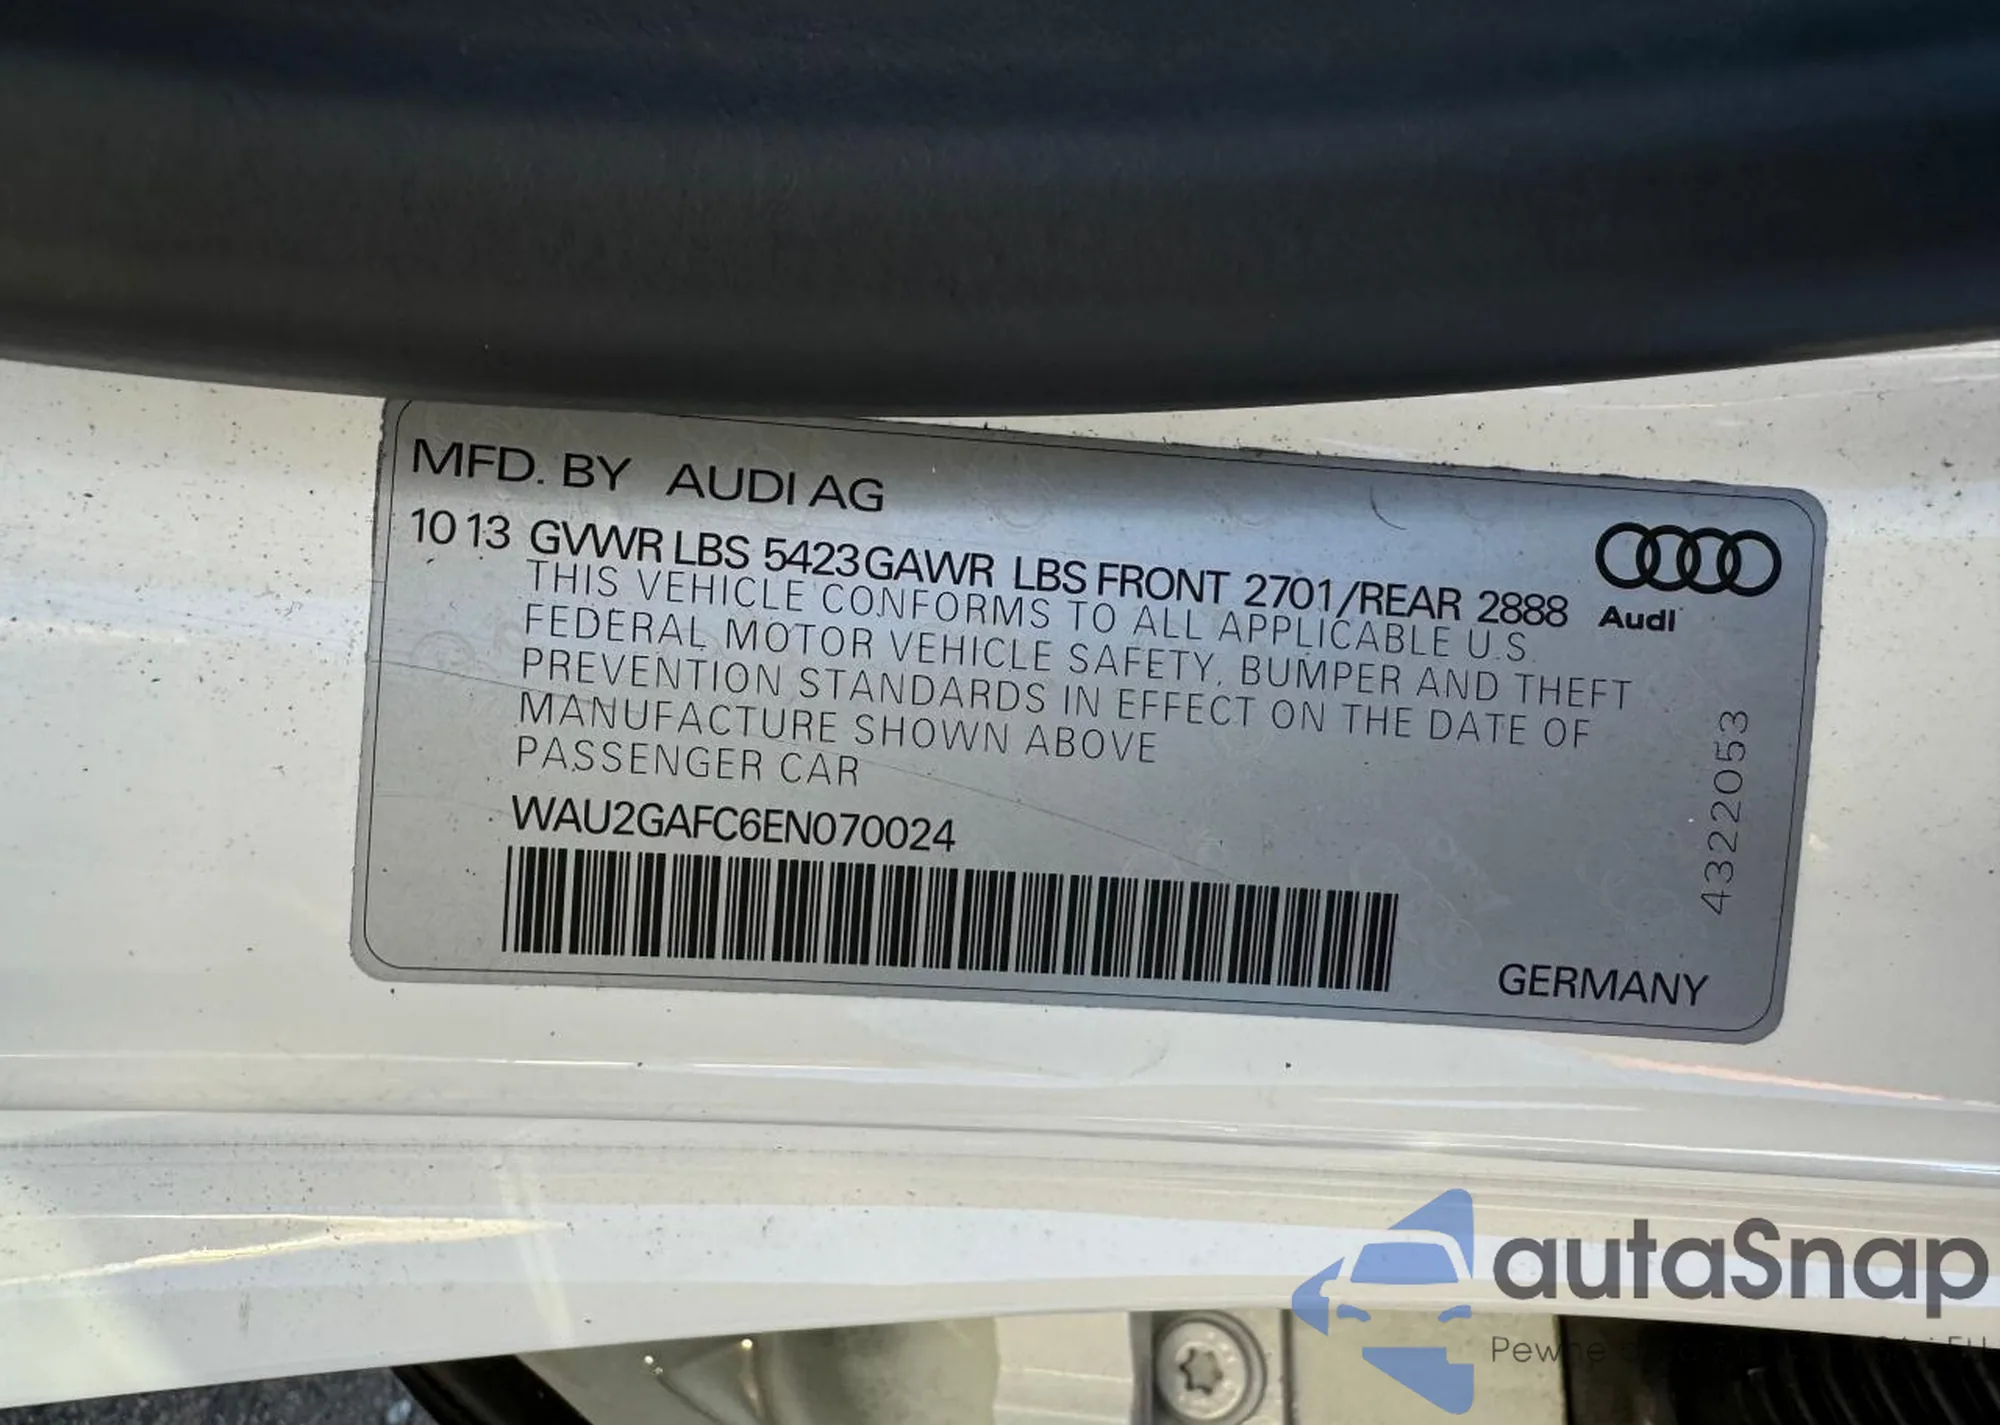 MFD. BY AUDI AG
10 13 GVWR LBS 5423 GAWR LBS FRONT 2701/REAR 2888
THIS VEHICLE CONFORMS TO ALL APPLICABLE U.S.
FEDERAL MOTOR VEHICLE SAFETY, BUMPER AND THEFT
PREVENTION STANDARDS IN EFFECT ON THE DATE OF
MANUFACTURE SHOWN ABOVE
PASSENGER CAR
WAU2GAFC6EN070024
Audi
4322053
GERMANY
autaSnap